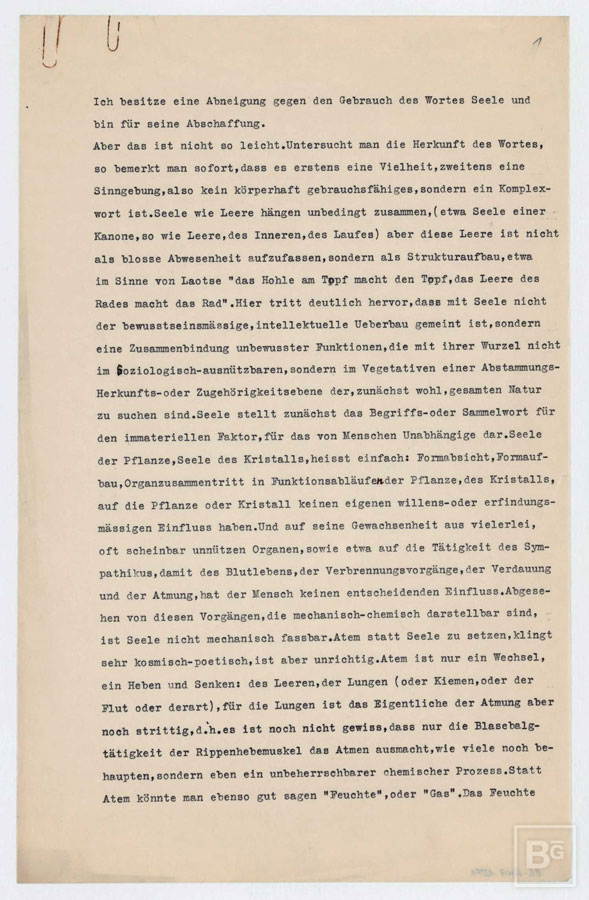 1
Ich besitze eine Abneigung gegen den Gebrauch des Wortes Seele und
bin für seine Abschaffung.
Aber das ist nicht so leicht.Untersucht man die Herkunft des Wortes,
so bemerkt man sofort,dass es erstens eine Vielheit,zweitens eine
Sinngebung,also kein körperhaft gebrauchsfähiges,sondern ein Komplex-
wort ist.Seele wie Leere hängen unbedingt zusammen,(etwa Seele einer
Kanone,so wie Leere,des Inneren,des Laufes) aber diese Leere ist nicht
als blosse Abwesenheit aufzufassen,sondern als Strukturaufbau,etwa
im Sinne von Laotse "das Hohle am Topf macht den Topf,das Leere des
Rades macht das Rad".Hier tritt deutlich hervor,dass mit Seele nicht
der bewusstseinsmässige,intellektuelle Ueberbau gemeint ist,sondern
eine Zusammenbindung unbewusster Funktionen,die mit ihrer Wurzel nicht
im Soziologisch-ausnützbaren,sondern im Vegetativen einer Abstammungs-
Herkunfts-oder Zugehörigkeitsebene der,zunächst wohl,gesamten Natur
zu suchen sind.Seele stellt zunächst das Begriffs-oder Sammelwort für
den immateriellen Faktor,für das von Menschen Unabhängige dar.Seele
der Pflanze,Seele des Kristalls,heisst einfach: Formabsicht,Formauf-
bau,Organzusammentritt in Funktionsabläufen der Pflanze,des Kristalls,
auf die Pflanze oder Kristall keinen eigenen willens-oder erfindungs-
mässigen Einfluss haben.Und auf seine Gewachsenheit aus vielerlei,
oft scheinbar unnützen Organen,sowie etwa auf die Tätigkeit des Sym-
pathikus,damit des Blutlebens,der Verbrennungsvorgänge,der Verdauung
und der Atmung,hat der Mensch keinen entscheidenden Einfluss.Abgese-
hen von diesen Vorgängen,die mechanisch-chemisch darstellbar sind,
ist Seele nicht mechanisch fassbar.Atem statt Seele zu setzen,klingt
sehr kosmisch-poetisch,ist aber unrichtig.Atem ist nur ein Wechsel,
ein Heben und Senken: des Leeren,der Lungen (oder Kiemen,oder der
Flut oder derart),für die Lungen ist das Eigentliche der Atmung aber
noch strittig,d.h.es ist noch nicht gewiss,dass nur die Blasebalg-
tätigkeit der Rippenhebemuskel das Atmen ausmacht,wie viele noch be-
haupten,sondern eben ein unbeherrschbarer chemischer Prozess.Statt
Atem könnte man ebenso gut sagen "Feuchte",oder "Gas".Das Feuchte
BG